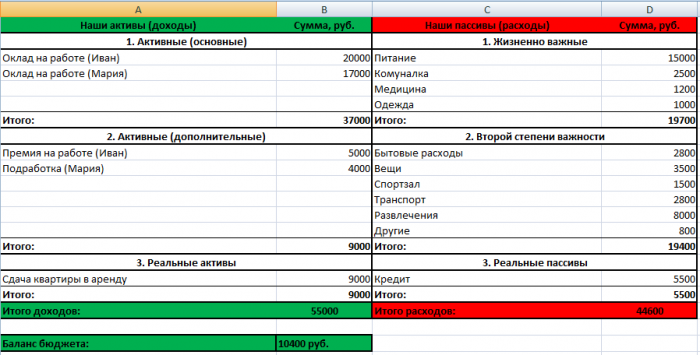 A B C D
Наши активы (доходы) Сумма, руб. Наши пассивы (расходы) Сумма, руб.
1. Активные (основные) 1. Жизненно важные
Оклад на работе (Иван) 20000 Питание 15000
Оклад на работе (Мария) 17000 Комуналка 2500
Медицина 1200
Одежда 1000
Итого: 37000 Итого: 19700
2. Активные (дополнительные) 2. Второй степени важности
Премия на работе (Иван) 5000 Бытовые расходы 2800
Подработка (Мария) 4000 Вещи 3500
Спортзал 1500
Транспорт 2800
Развлечения 8000
Другие 800
Итого: 9000 Итого: 19400
3. Реальные активы 3. Реальные пассивы
Сдача квартиры в аренду 9000 Кредит 5500
Итого: 9000 Итого: 5500
Итого доходов: 55000 Итого расходов: 44600
Баланс бюджета: 10400 руб.